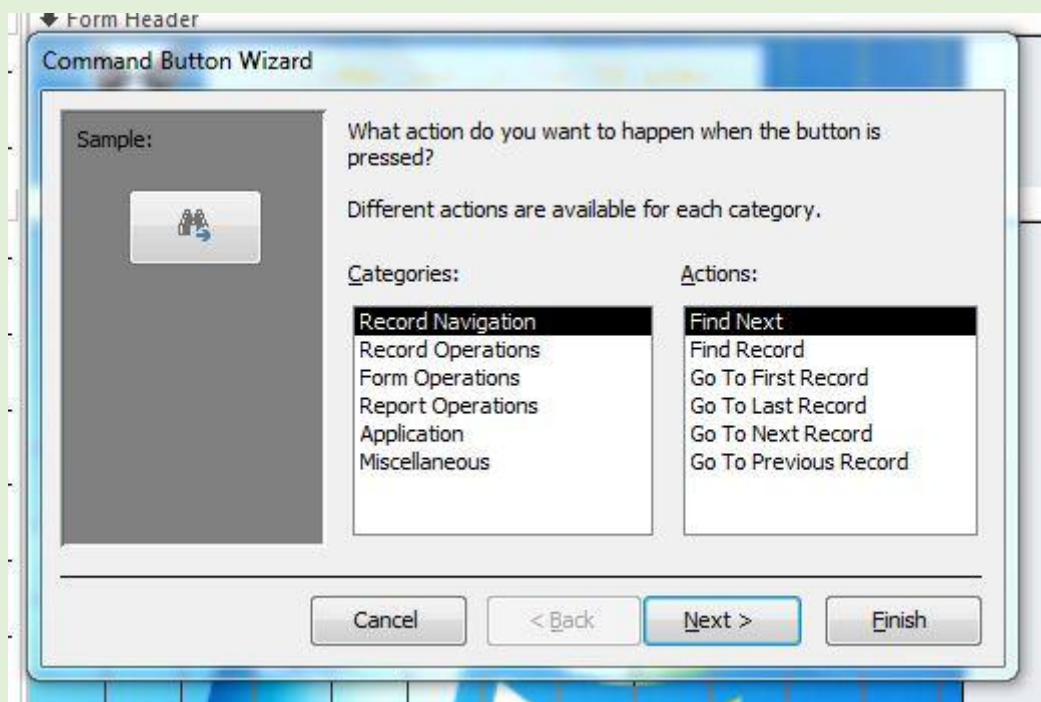 Form Header
Command Button Wizard
Sample:
What action do you want to happen when the button is
pressed?
Different actions are available for each category.
Categories:
Actions:
Record Navigation
Record Operations
Form Operations
Report Operations
Application
Miscellaneous
Find Next
Find Record
Go To First Record
Go To Last Record
Go To Next Record
Go To Previous Record
Cancel
< Back
Next >
Finish